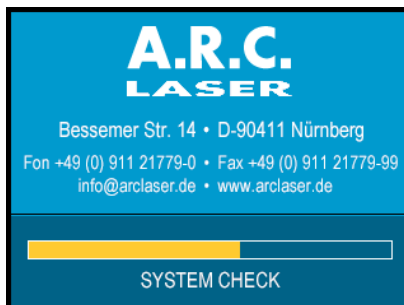 A.R.C.
LASER
Bessemer Str. 14 • D-90411 Nürnberg
Fon +49 (0) 911 21779-0 • Fax +49 (0) 911 21779-99
info@arclaser.de • www.arclaser.de
SYSTEM CHECK